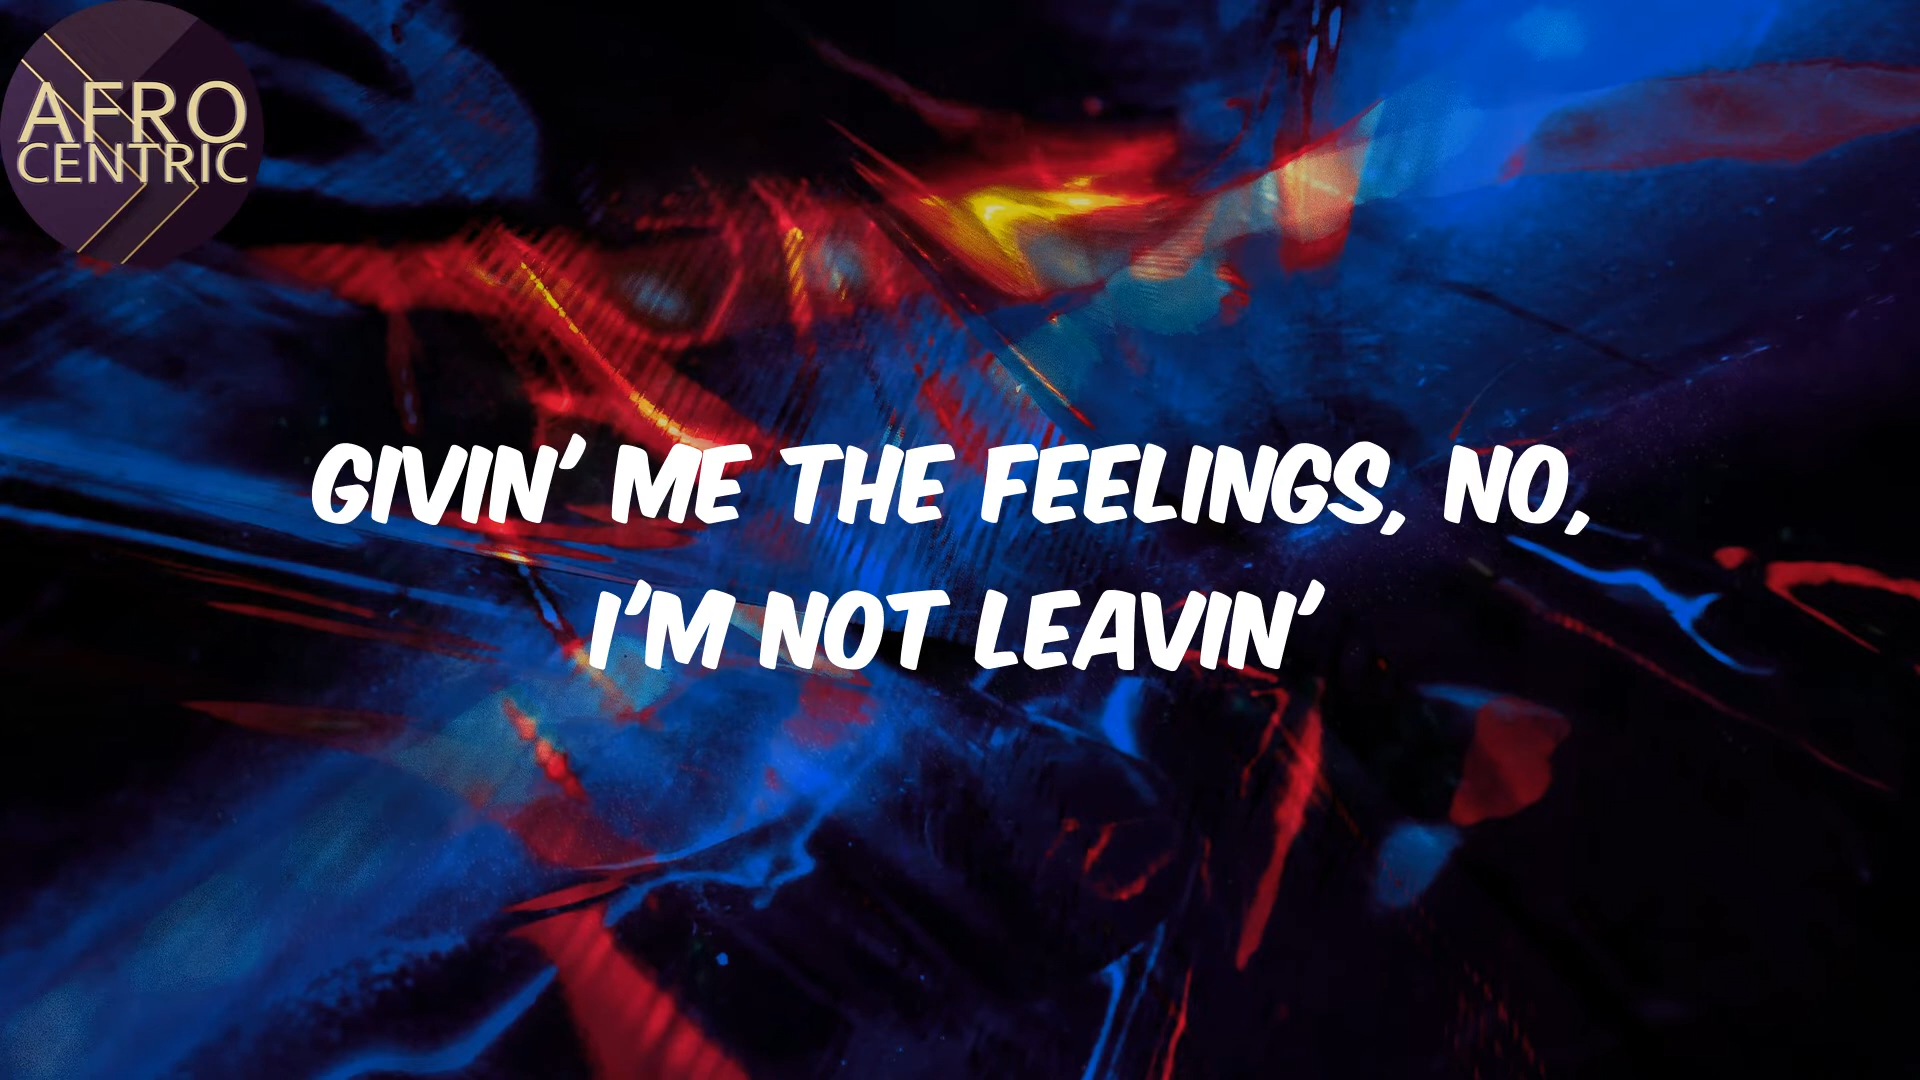 AFRO
CENTRIC
GIVIN' ME THE FEELINGS, NO,
I'M NOT LEAVIN'